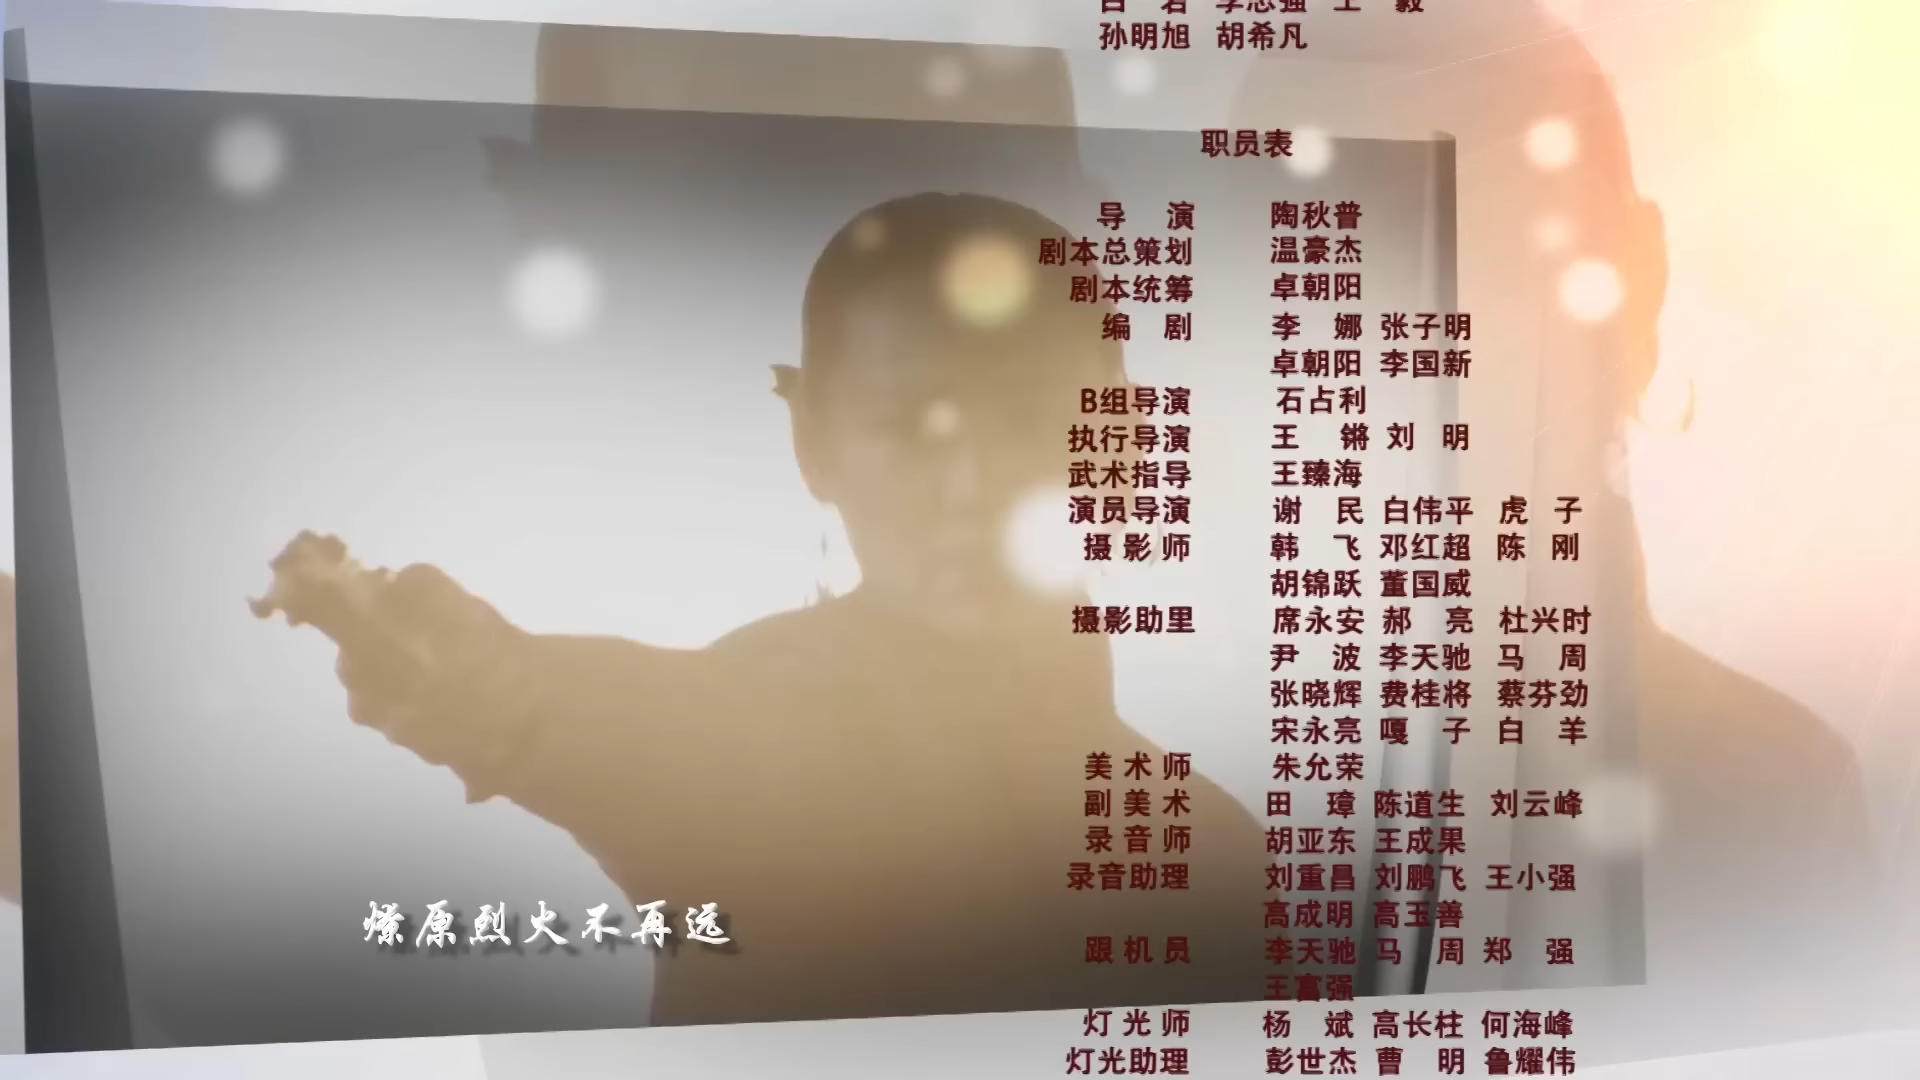 孙明旭 胡希凡
职员表
导 演 陶秋普
剧本总策划 温豪杰
剧本统筹 卓朝阳
编 剧 李 娜 张子明
卓朝阳 李国新
B组导演 石占利
执行导演 王 锵 刘 明
武术指导 王臻海
演员导演 谢 民 白伟平 虎 子
摄影师 韩 飞 邓红超 陈 刚
胡锦跃 董国威
摄影助里 席永安 郝 亮 杜兴时
尹 波 李天驰 马 周
张晓辉 费桂将 蔡芬劲
宋永亮 嘎 子 白 羊
美术师 朱允荣
副美术 田 璋 陈道生 刘云峰
录音师 胡亚东 王成果
录音助理 刘重昌 刘鹏飞 王小强
高成明 高玉善
跟机员 李天驰 马 周 郑 强
王富强
灯光师 杨 斌 高长柱 何海峰
灯光助理 彭世杰 曹 明 鲁耀伟
燎原烈火不再远